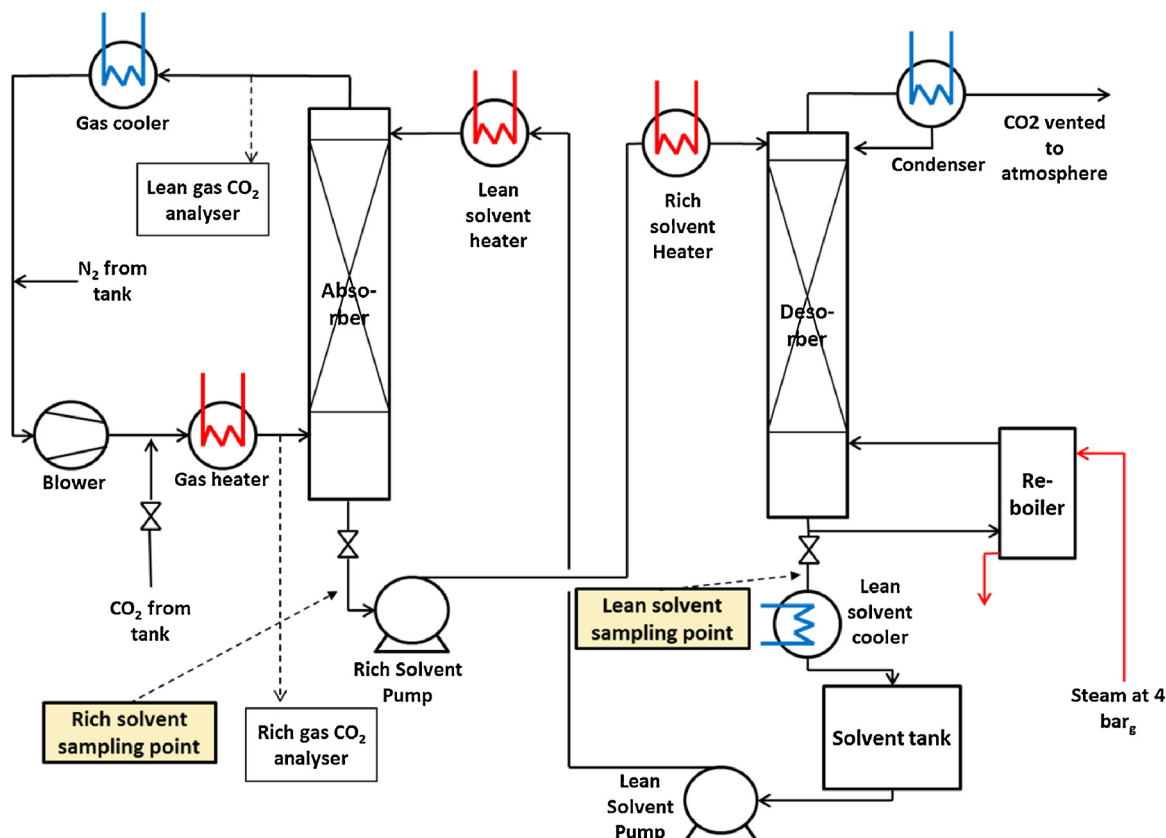 Gas cooler
Lean gas CO₂
analyser
N₂ from
tank
Blower
Gas heater
CO₂ from
tank
Abso-
rber
Lean
solvent
heater
Rich
solvent
Heater
Condenser
CO2 vented
to
atmosphere
Deso-
rber
Re-
boiler
Steam at 4
bar₉
Lean solvent
sampling point
Lean
solvent
cooler
Rich Solvent
Pump
Rich solvent
sampling point
Rich gas CO₂
analyser
Solvent tank
Lean
Solvent
Pump